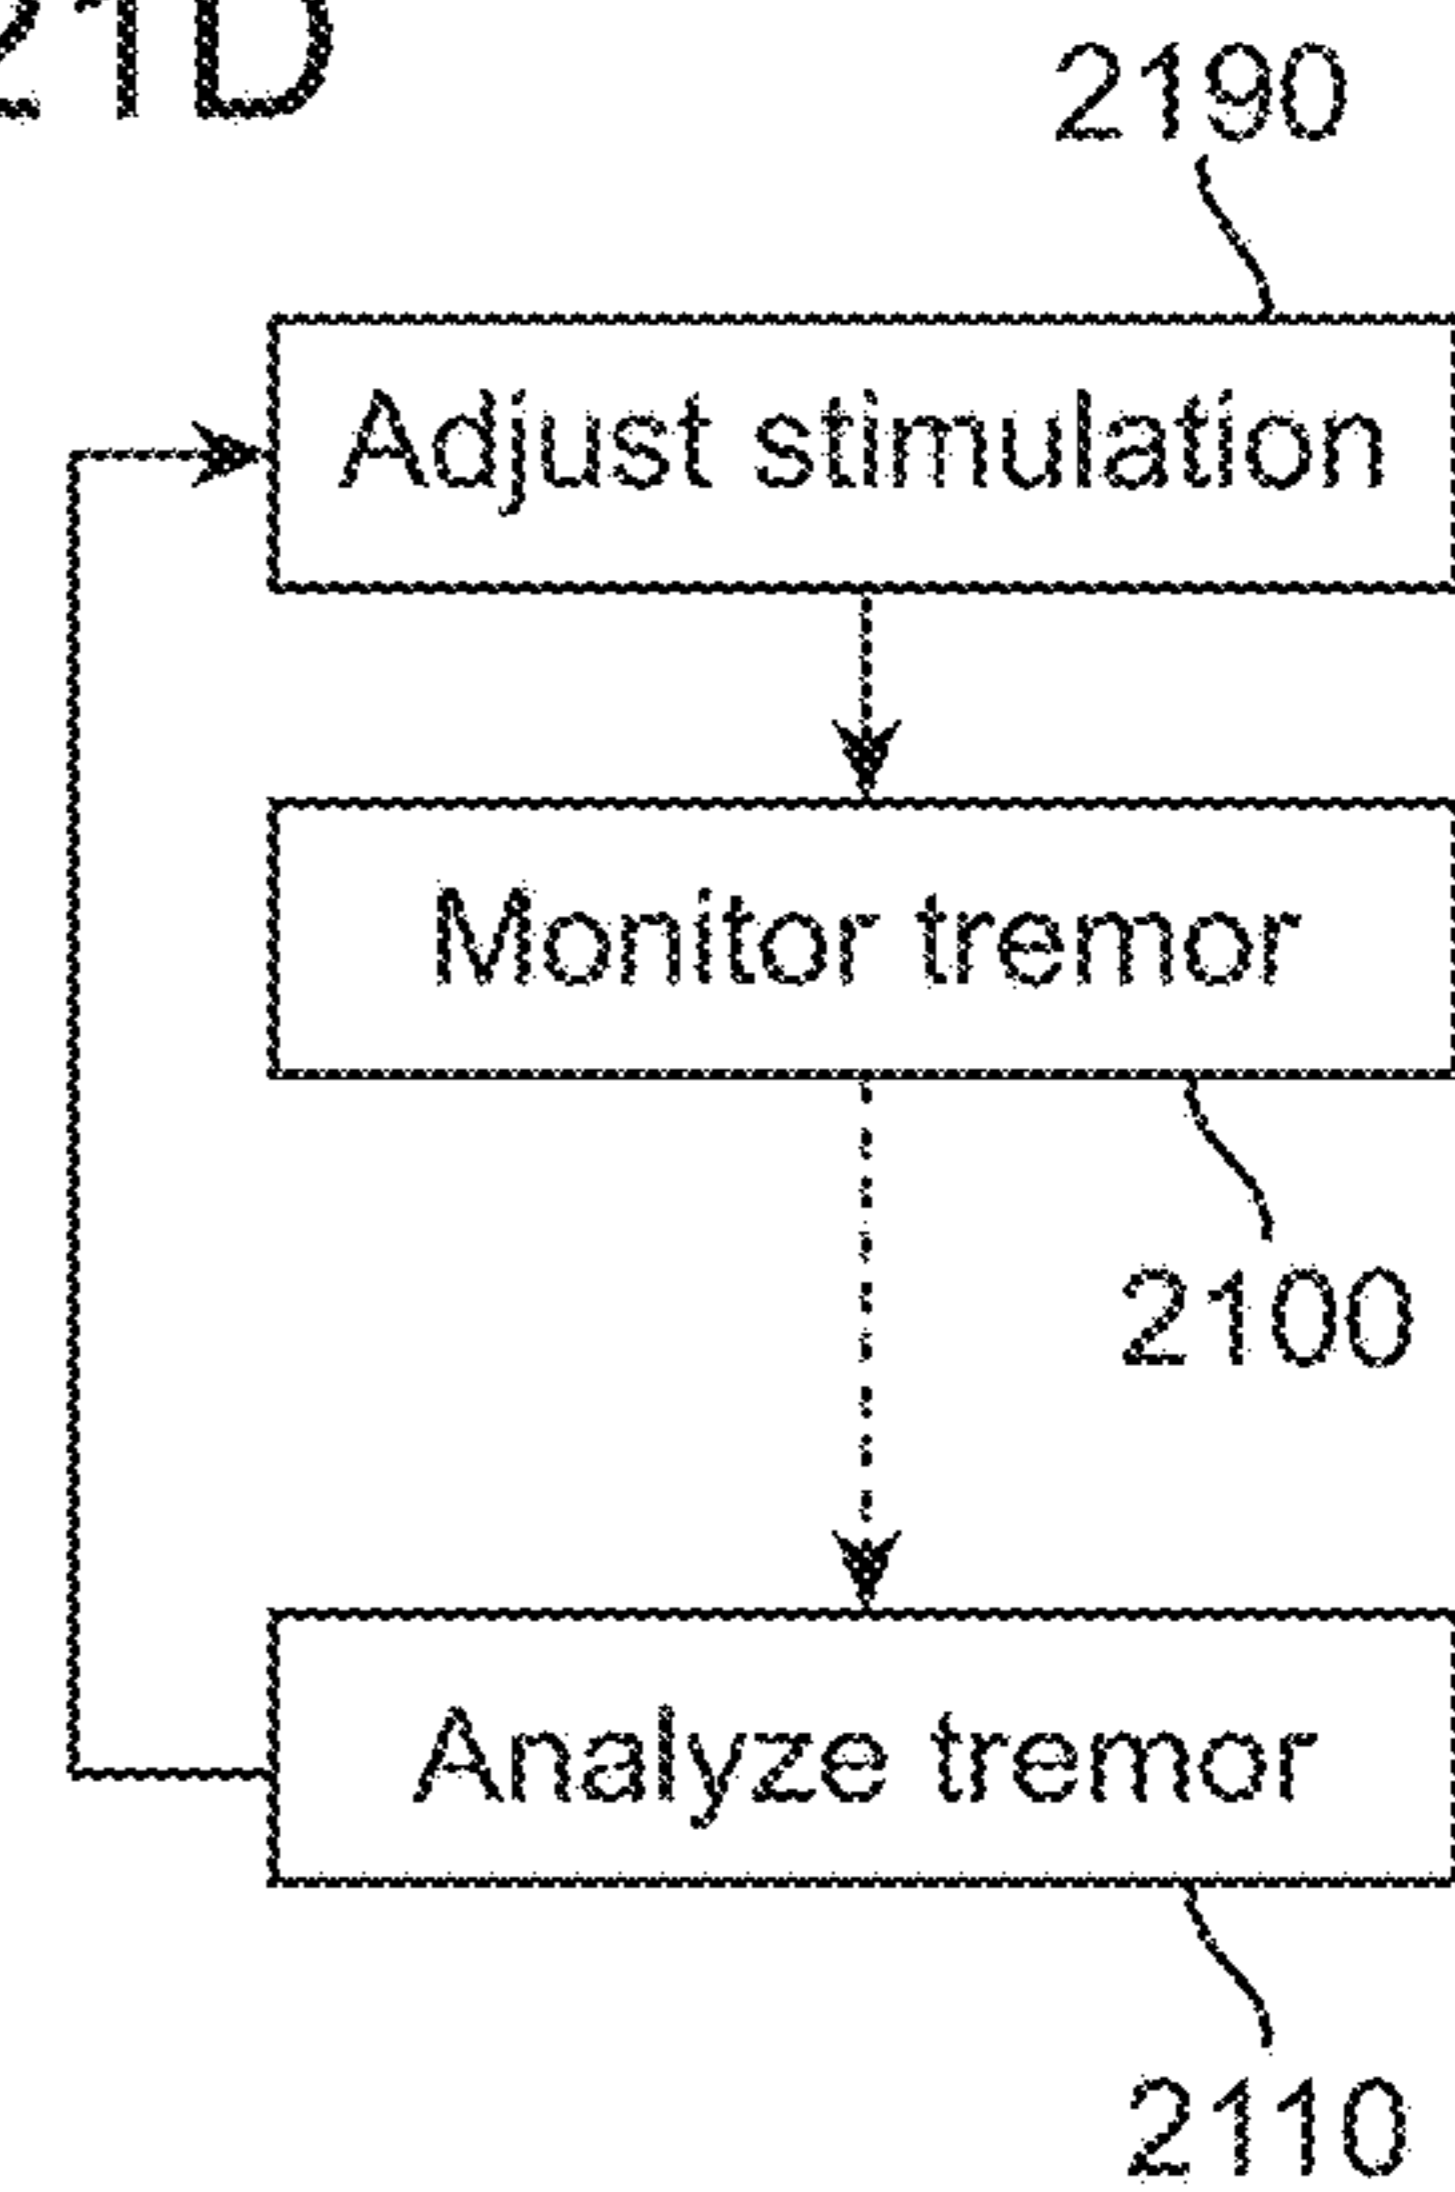 21D
2190
Adjust stimulation
Monitor tremor
2100
Analyze tremor
2110